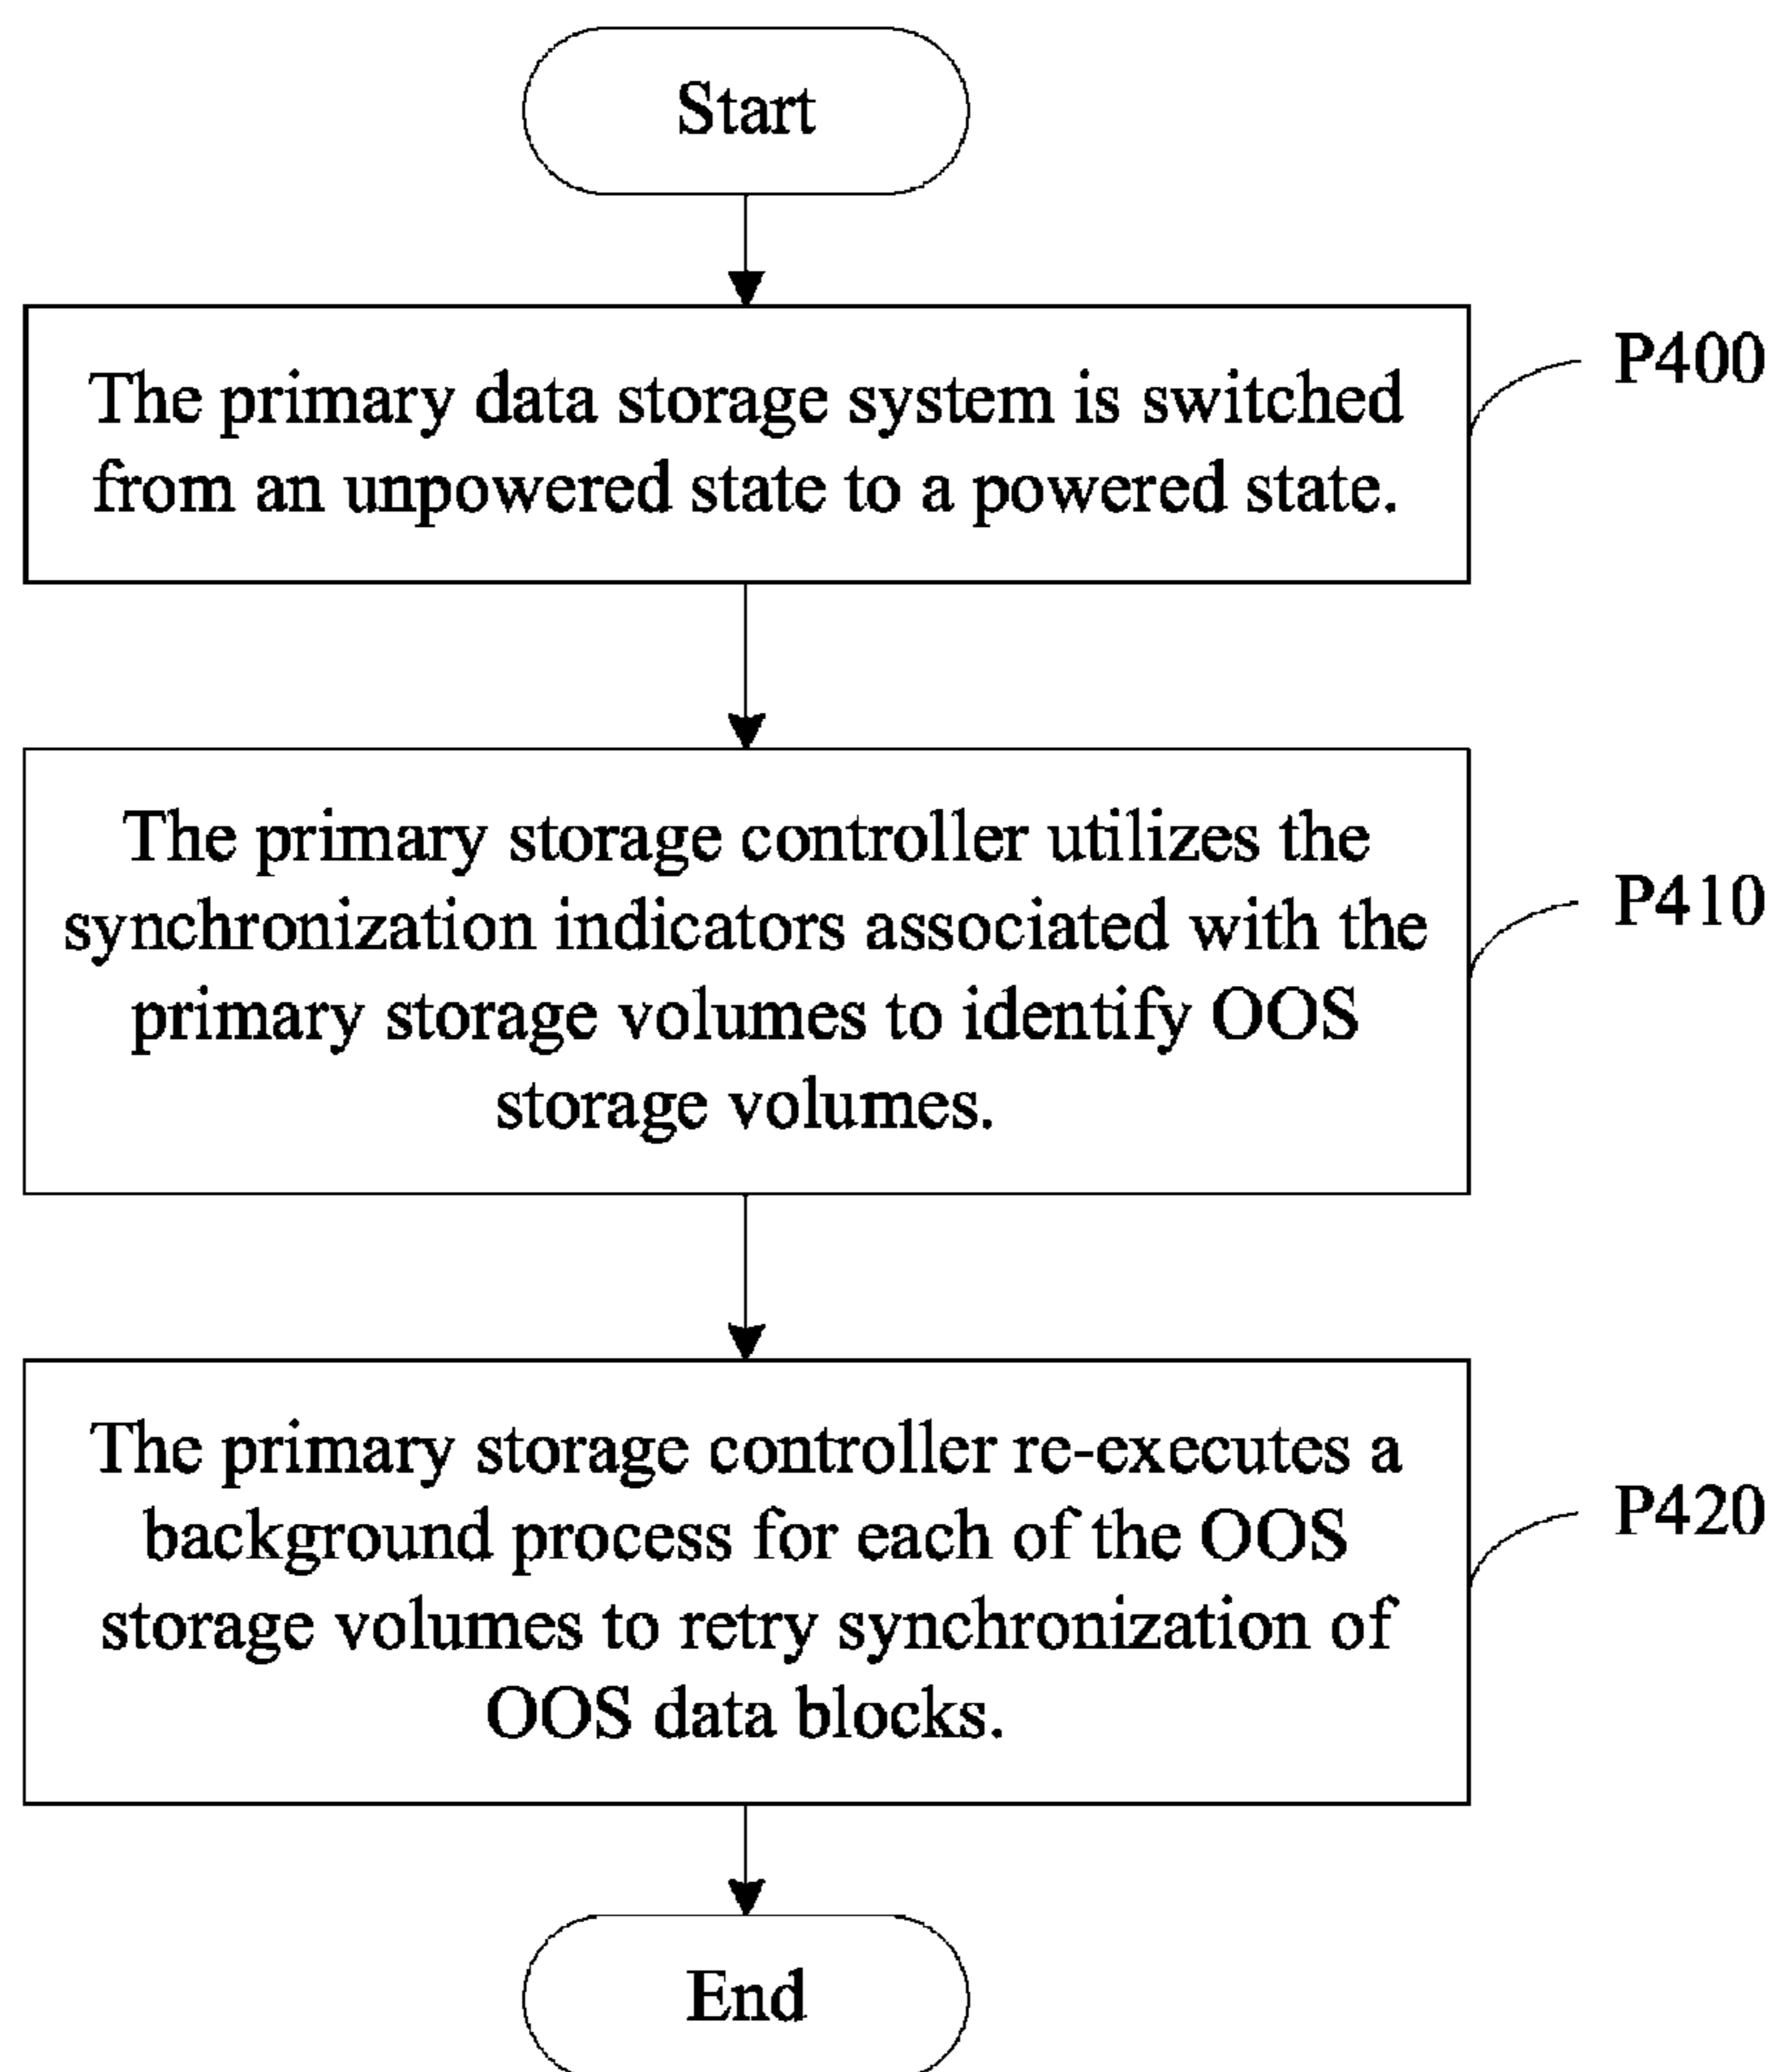 Start
P400
The primary data storage system is switched
from an unpowered state to a powered state.
The primary storage controller utilizes the
P410
synchronization indicators associated with the
primary storage volumes to identify OOS
storage volumes.
The primary storage controller re-executes a
P420
background process for each of the OOS
storage volumes to retry synchronization of
OOS data blocks.
End